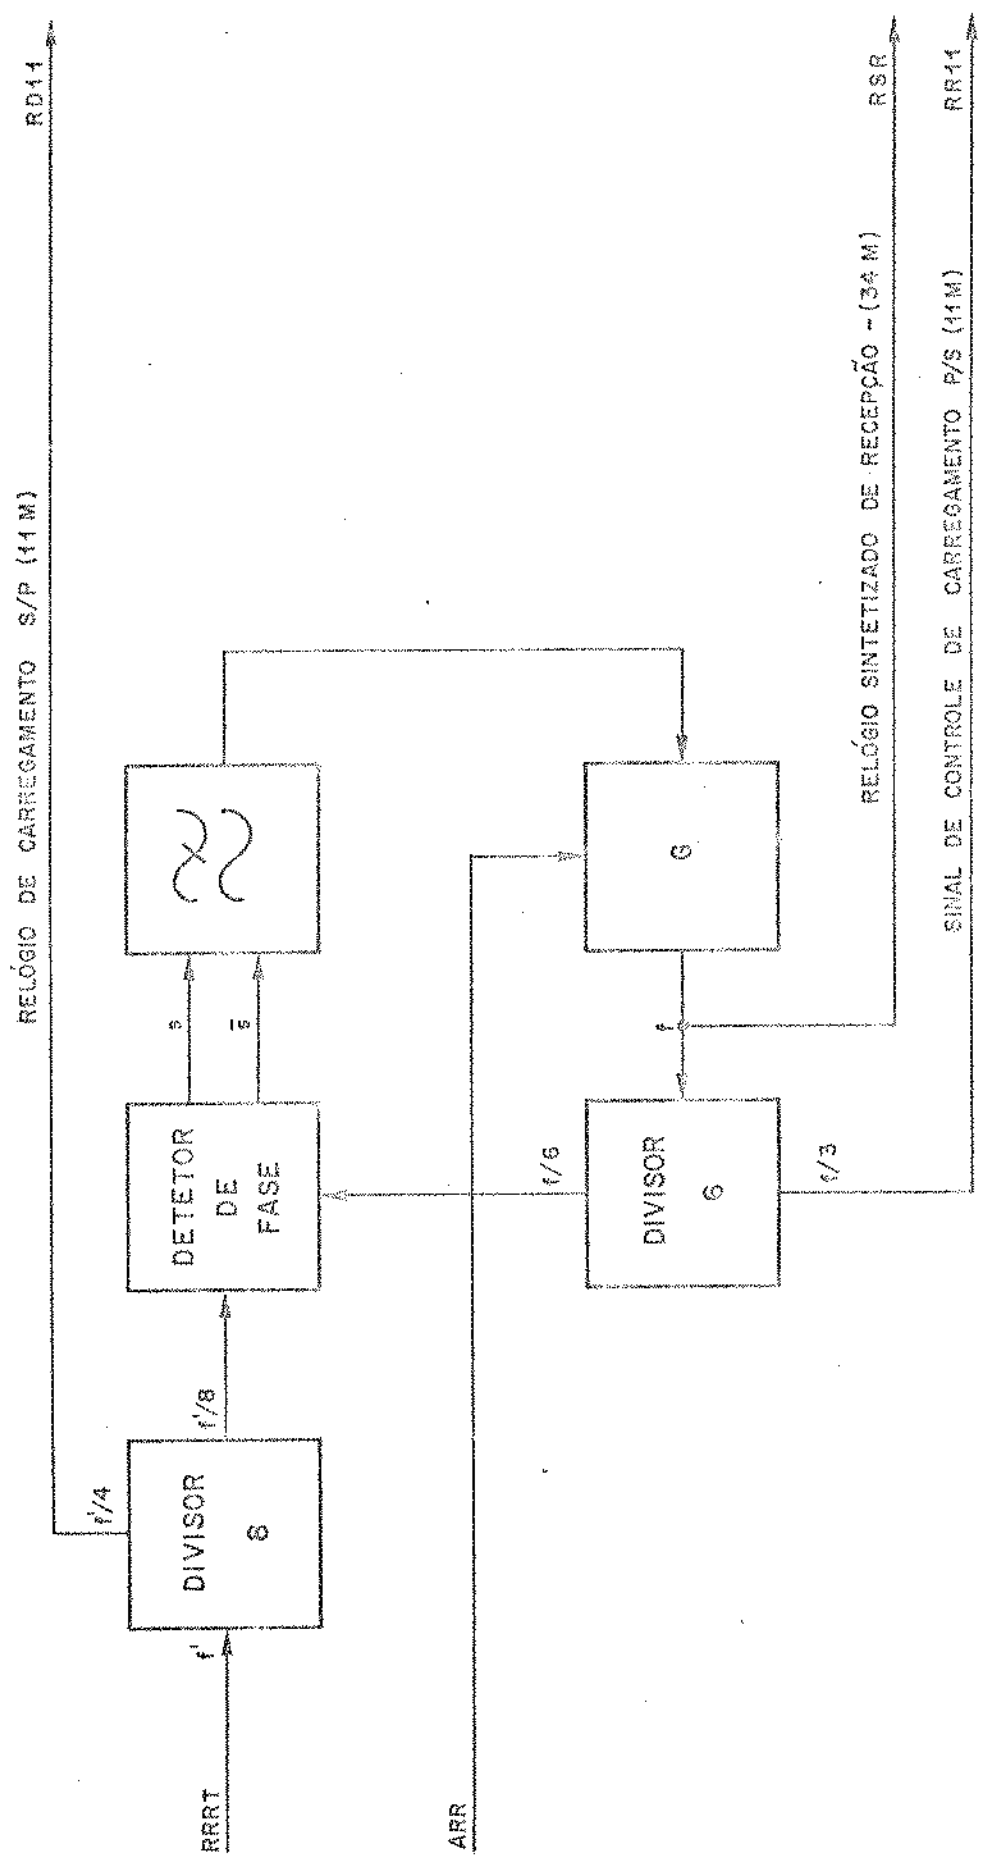 RELÓGIO DE CARREGAMENTO S/P (11 M)
RD11
f'/4
RRRT
f'
DIVISOR
8
f'/8
DETETOR
DE
FASE
s
s̅
ARR
f/6
DIVISOR
6
f
G
f/3
RELÓGIO SINTETIZADO DE RECEPÇÃO - (34 M)
RSR
SINAL DE CONTROLE DE CARREGAMENTO P/S (11M)
RR11